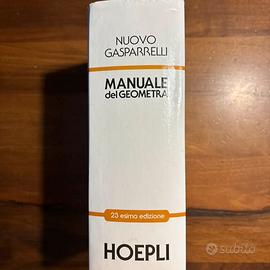 NUOVO
GASPARRELLI
MANUALE
del GEOMETRA
23 esima edizione
HOEPLI
subito